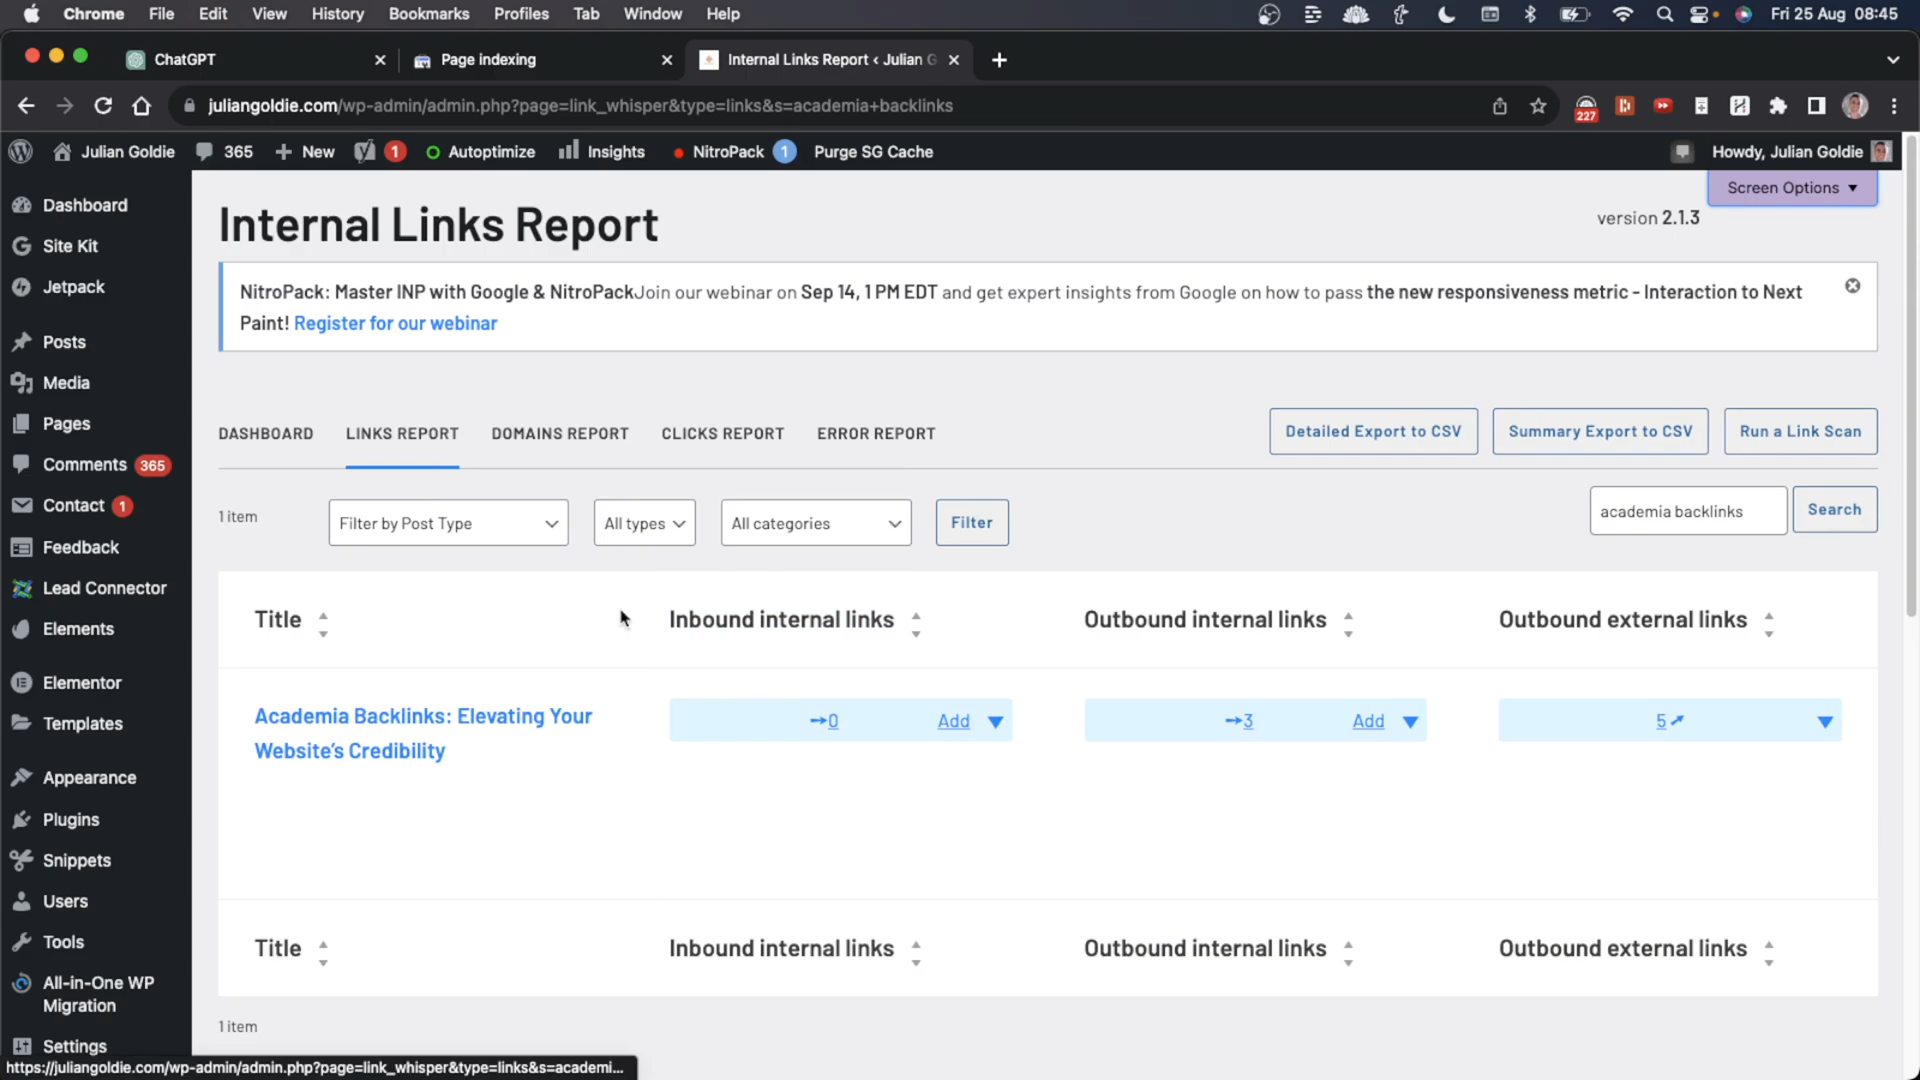 Chrome File Edit View History Bookmarks Profiles Tab Window Help Fri 25 Aug 08:45
ChatGPT Page indexing Internal Links Report ‹ Julian G
juliangoldie.com/wp-admin/admin.php?page=link_whisper&type=links&s=academia+backlinks 227
Julian Goldie 365 New 1 Autoptimize Insights NitroPack 1 Purge SG Cache Howdy, Julian Goldie
Screen Options ▼
Dashboard
Site Kit
Jetpack
Posts
Media
Pages
Comments 365
Contact 1
Feedback
Lead Connector
Elements
Elementor
Templates
Appearance
Plugins
Snippets
Users
Tools
All-in-One WP
Migration
Settings
Internal Links Report
version 2.1.3
NitroPack: Master INP with Google & NitroPackJoin our webinar on Sep 14, 1 PM EDT and get expert insights from Google on how to pass the new responsiveness metric - Interaction to Next
Paint! Register for our webinar
DASHBOARD LINKS REPORT DOMAINS REPORT CLICKS REPORT ERROR REPORT Detailed Export to CSV Summary Export to CSV Run a Link Scan
1 item Filter by Post Type All types All categories Filter academia backlinks Search
Title Inbound internal links Outbound internal links Outbound external links
Academia Backlinks: Elevating Your
Website's Credibility
0 Add 3 Add 5
Title Inbound internal links Outbound internal links Outbound external links
1 item
https://juliangoldie.com/wp-admin/admin.php?page=link_whisper&type=links&s=academi...